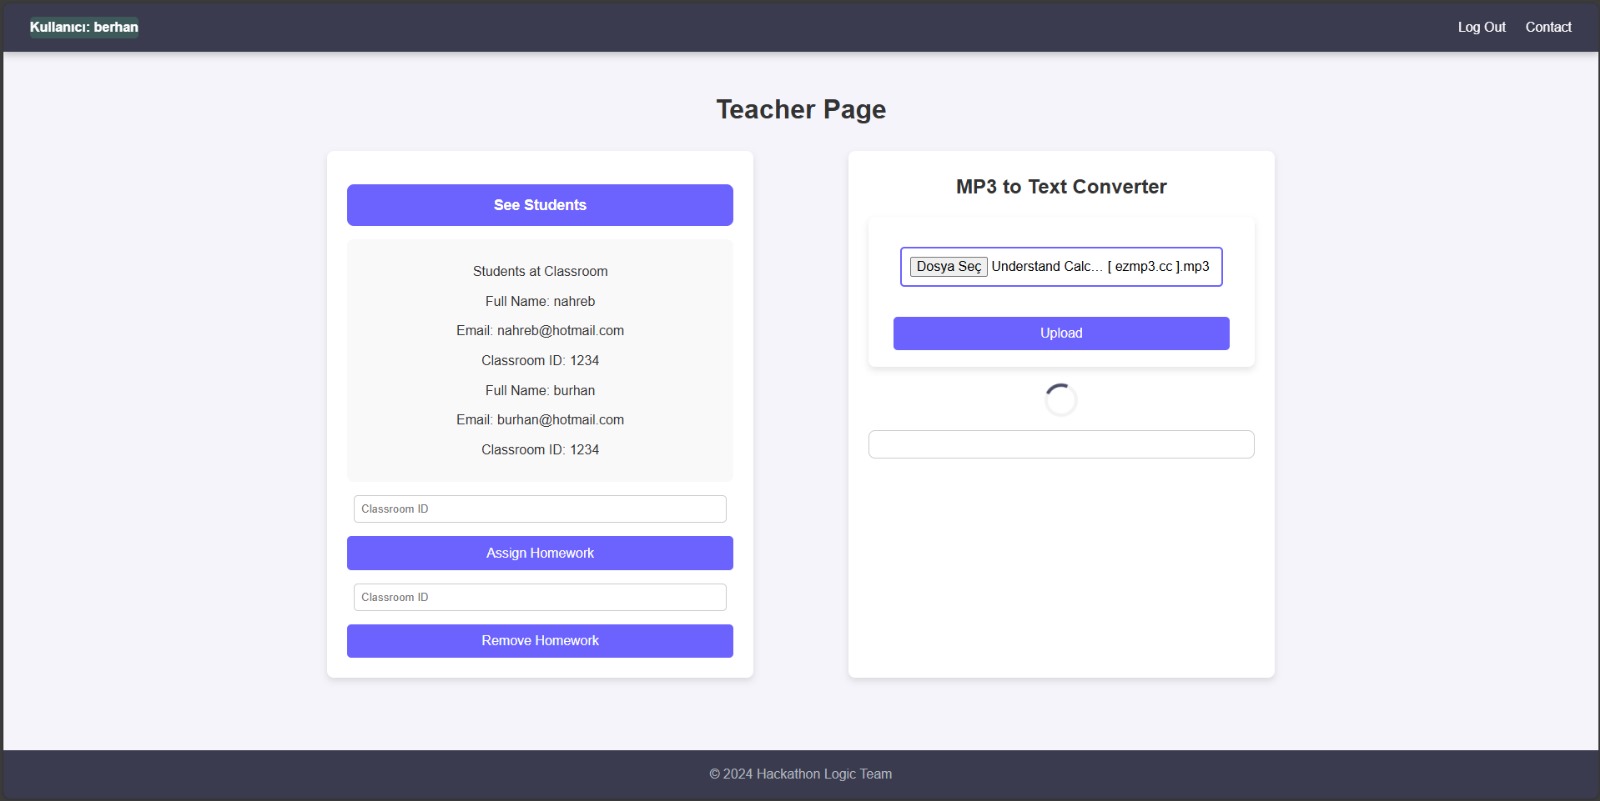 Kullanıcı: berhan
Log Out
Contact
Teacher Page
See Students
Students at Classroom
Full Name: nahreb
Email: nahreb@hotmail.com
Classroom ID: 1234
Full Name: burhan
Email: burhan@hotmail.com
Classroom ID: 1234
Classroom ID
Assign Homework
Classroom ID
Remove Homework
MP3 to Text Converter
Dosya Seç Understand Calc... [ ezmp3.cc ].mp3
Upload
© 2024 Hackathon Logic Team